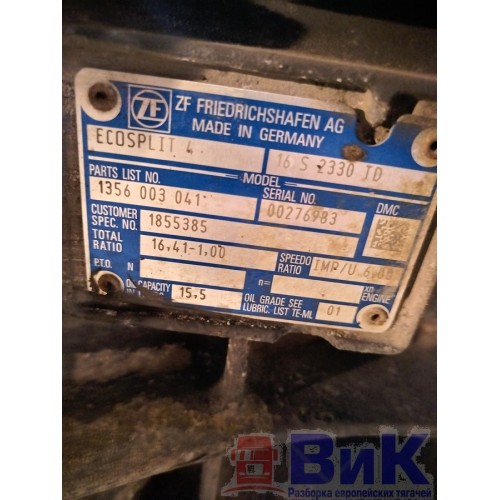 ZF
ZF FRIEDRICHSHAFEN AG
MADE IN GERMANY
ECOSPLIT 4
16 S 2330 TD
MODEL
PARTS LIST NO.
SERIAL NO.
DMC
1356 003 041
00276983
CUSTOMER
SPEC. NO.
1855385
TOTAL
RATIO
16,41-1,00
SPEEDO
RATIO
IMP/U
P.T.O.
N
n=
xn
ENGINE
OIL CAPACITY
15,5
OIL GRADE SEE
LUBRIC. LIST TE-ML
01
ВиК
Разборка европейских тягачей